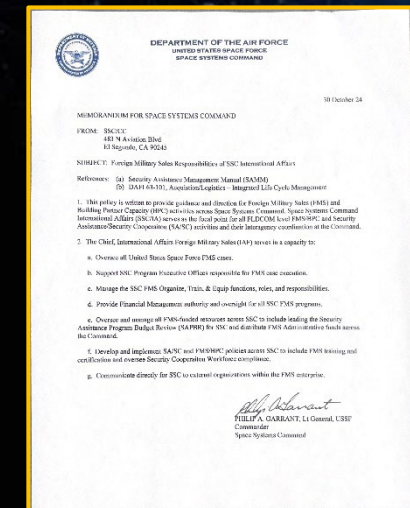 DEPARTMENT OF THE AIR FORCE
UNITED STATES SPACE FORCE
SPACE SYSTEMS COMMAND
30 October 24
MEMORANDUM FOR SPACE SYSTEMS COMMAND
FROM: SSC/CC
483 N Aviation Blvd
El Segundo, CA 90245
SUBJECT: Foreign Military Sales Responsibilities of SSC International Affairs
References: (a) Security Assistance Management Manual (SAMM)
(b) DAFI 63-101, Acquisition/Logistics – Integrated Life Cycle Management
1. This policy is written to provide guidance and direction for Foreign Military Sales (FMS) and
Building Partner Capacity (BPC) activities across Space Systems Command. Space Systems Command
International Affairs (SSC/IA) serves as the focal point for all FLDCOM level FMS/BPC and Security
Assistance/Security Cooperation (SA/SC) activities and their Interagency coordination at the Command.
2. The Chief, International Affairs Foreign Military Sales (IAF) serves in a capacity to:
a. Oversee all United States Space Force FMS cases.
b. Support SSC Program Executive Offices responsible for FMS case execution.
c. Manage the SSC FMS Organize, Train, & Equip functions, roles, and responsibilities.
d. Provide Financial Management authority and oversight for all SSC FMS programs.
e. Oversee and manage all FMS-funded resources across SSC to include leading the Security
Assistance Program Budget Review (SAPBR) for SSC and distribute FMS Administrative funds across
the Command.
f. Develop and implement SA/SC and FMS/BPC policies across SSC to include FMS training and
certification and oversee Security Cooperation Workforce compliance.
g. Communicate directly for SSC to external organizations within the FMS enterprise.
PHILIP A. GARRANT, Lt General, USSF
Commander
Space Systems Command